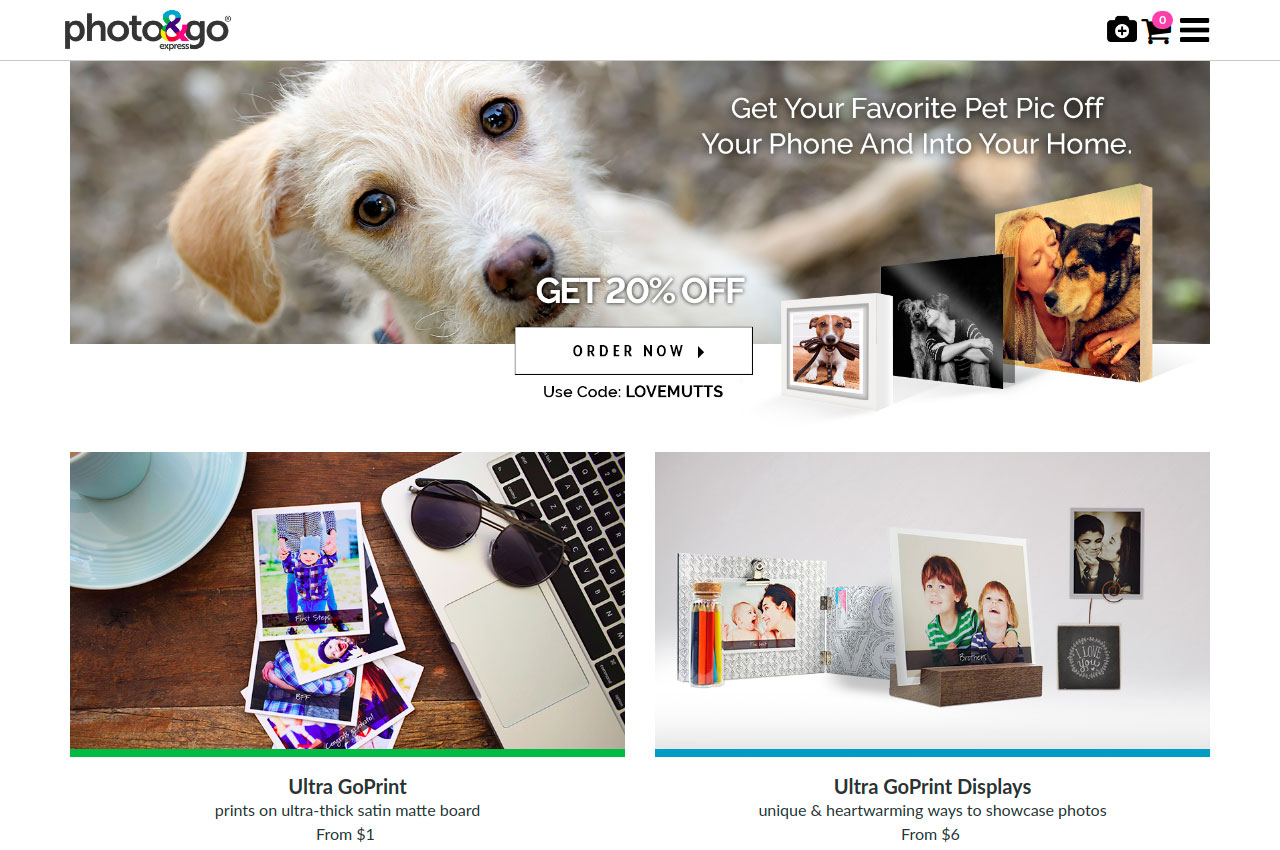 photo&go®
express
0
Get Your Favorite Pet Pic Off
Your Phone And Into Your Home.
GET 20% OFF
ORDER NOW
Use Code: LOVEMUTTS
First Steps
BFF
Brothers
I LOVE
you
Ultra GoPrint
prints on ultra-thick satin matte board
From $1
Ultra GoPrint Displays
unique & heartwarming ways to showcase photos
From $6